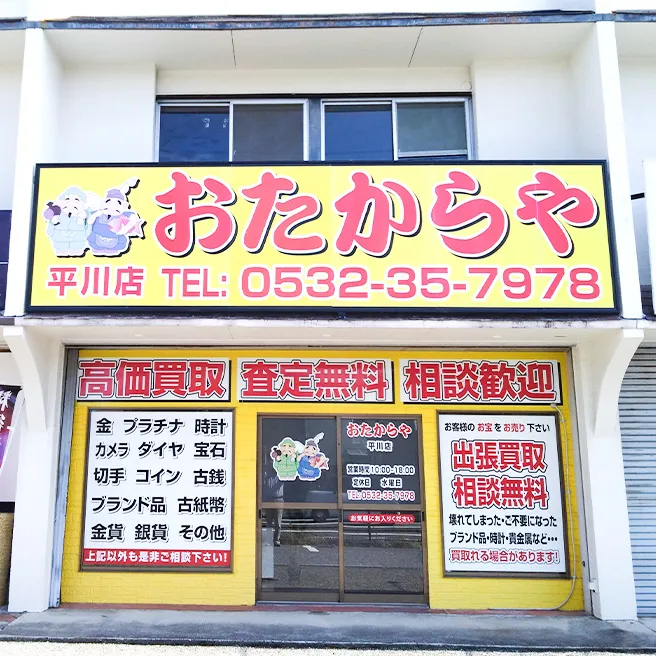 おたからや
平川店 TEL: 0532-35-7978
高価買取 査定無料 相談歓迎
金 プラチナ 時計
カメラ ダイヤ 宝石
切手 コイン 古銭
ブランド品 古紙幣
金貨 銀貨 その他
上記以外も是非ご相談下さい!
おたからや
平川店
営業時間 10:00-18:00
定休日 水曜日
TEL:0532-35-7978
お気軽にお入りください
お客様のお宝をお売り下さい
出張買取
相談無料
壊れてしまった・ご不要になった
ブランド品・時計・貴金属など…
買取れる場合があります!